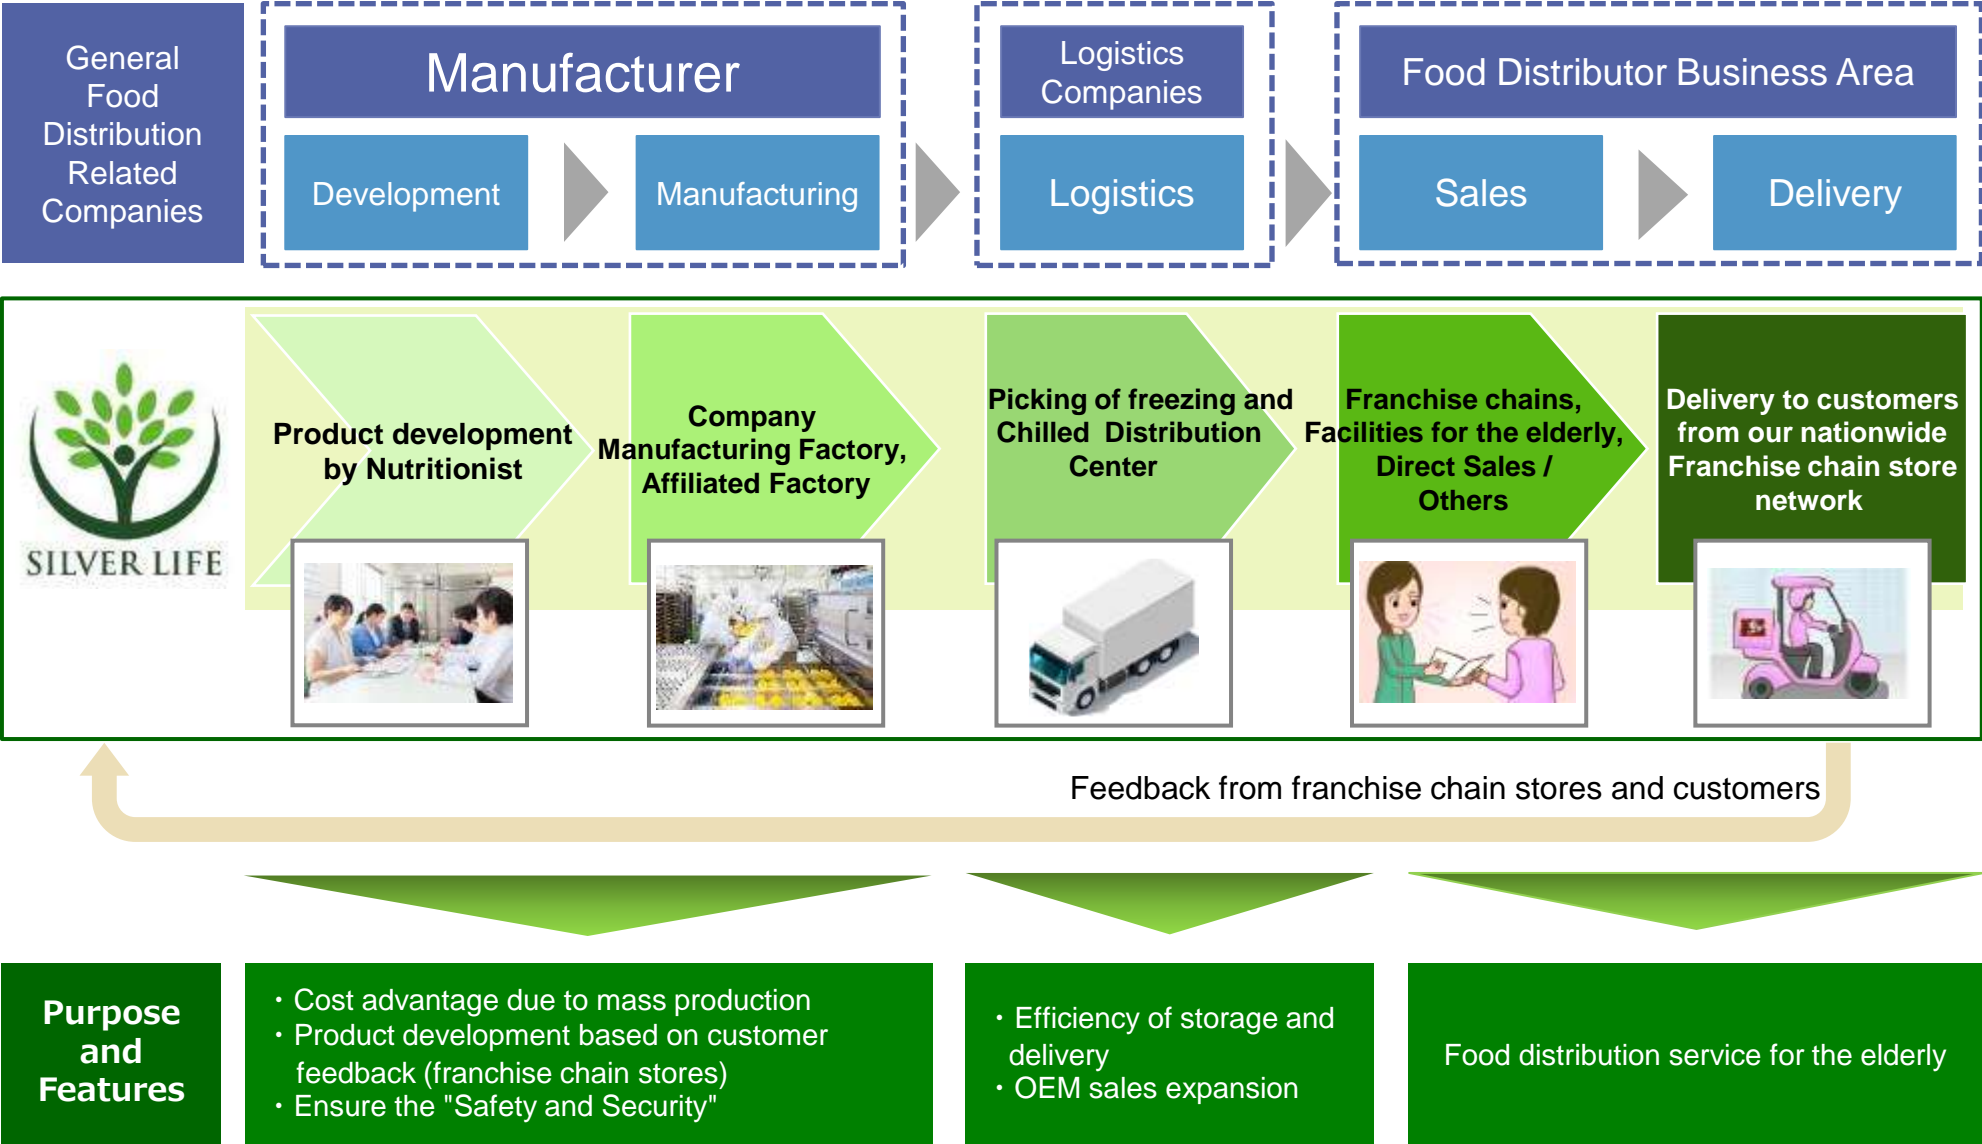 General
Food
Distribution
Related
Companies
Manufacturer
Logistics
Companies
Food Distributor Business Area
Development
Manufacturing
Logistics
Sales
Delivery
SILVER LIFE
Product development
by Nutritionist
Company
Manufacturing Factory,
Affiliated Factory
Picking of freezing and
Chilled Distribution
Center
Franchise chains,
Facilities for the elderly,
Direct Sales /
Others
Delivery to customers
from our nationwide
Franchise chain store
network
Feedback from franchise chain stores and customers
Purpose
and
Features
・Cost advantage due to mass production
・Product development based on customer
feedback (franchise chain stores)
・Ensure the "Safety and Security"
・Efficiency of storage and
delivery
・OEM sales expansion
Food distribution service for the elderly